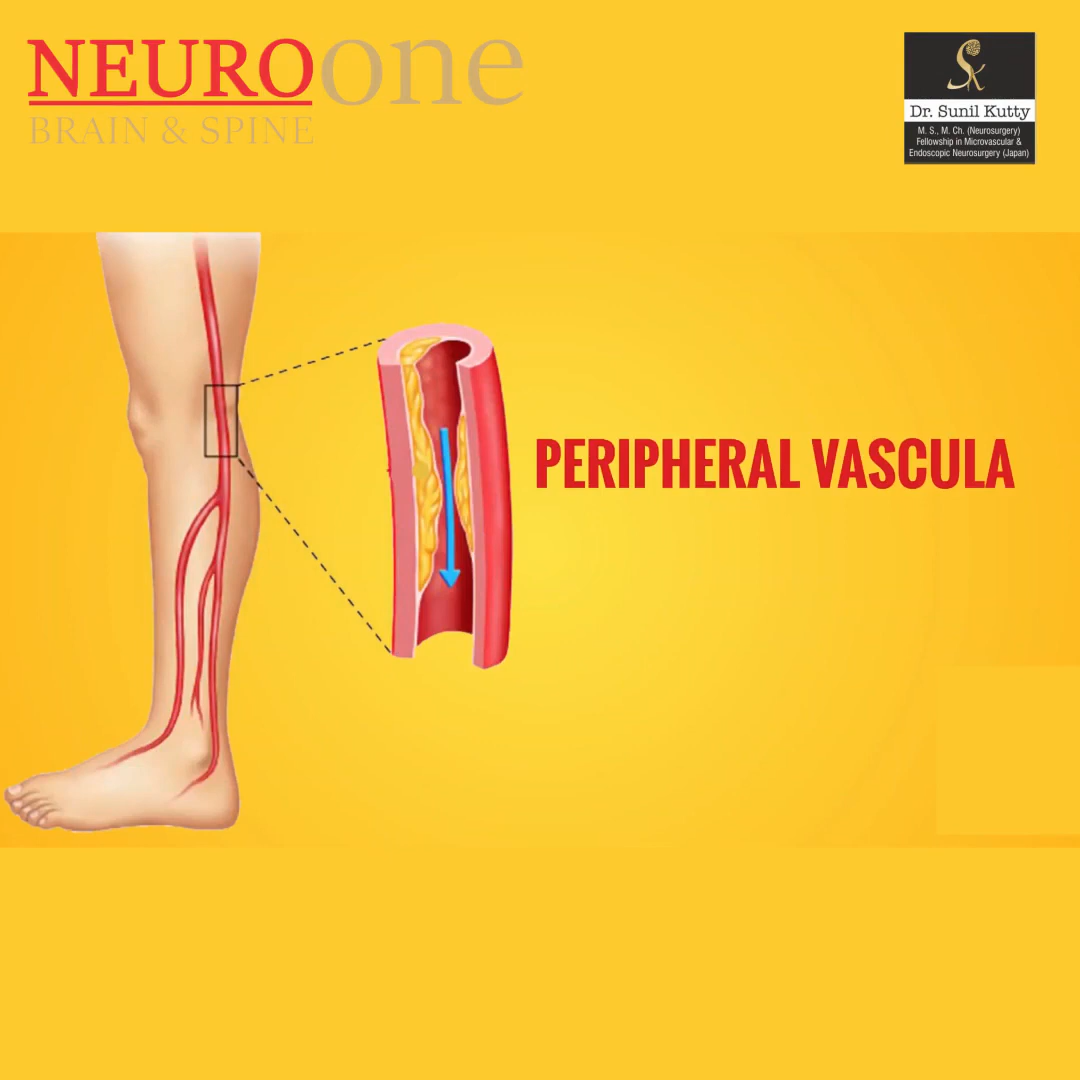 NEUROone
BRAIN & SPINE
Dr. Sunil Kutty
M. S., M. Ch. (Neurosurgery)
Fellowship in Microvascular &
Endoscopic Neurosurgery (Japan)
PERIPHERAL VASCULA